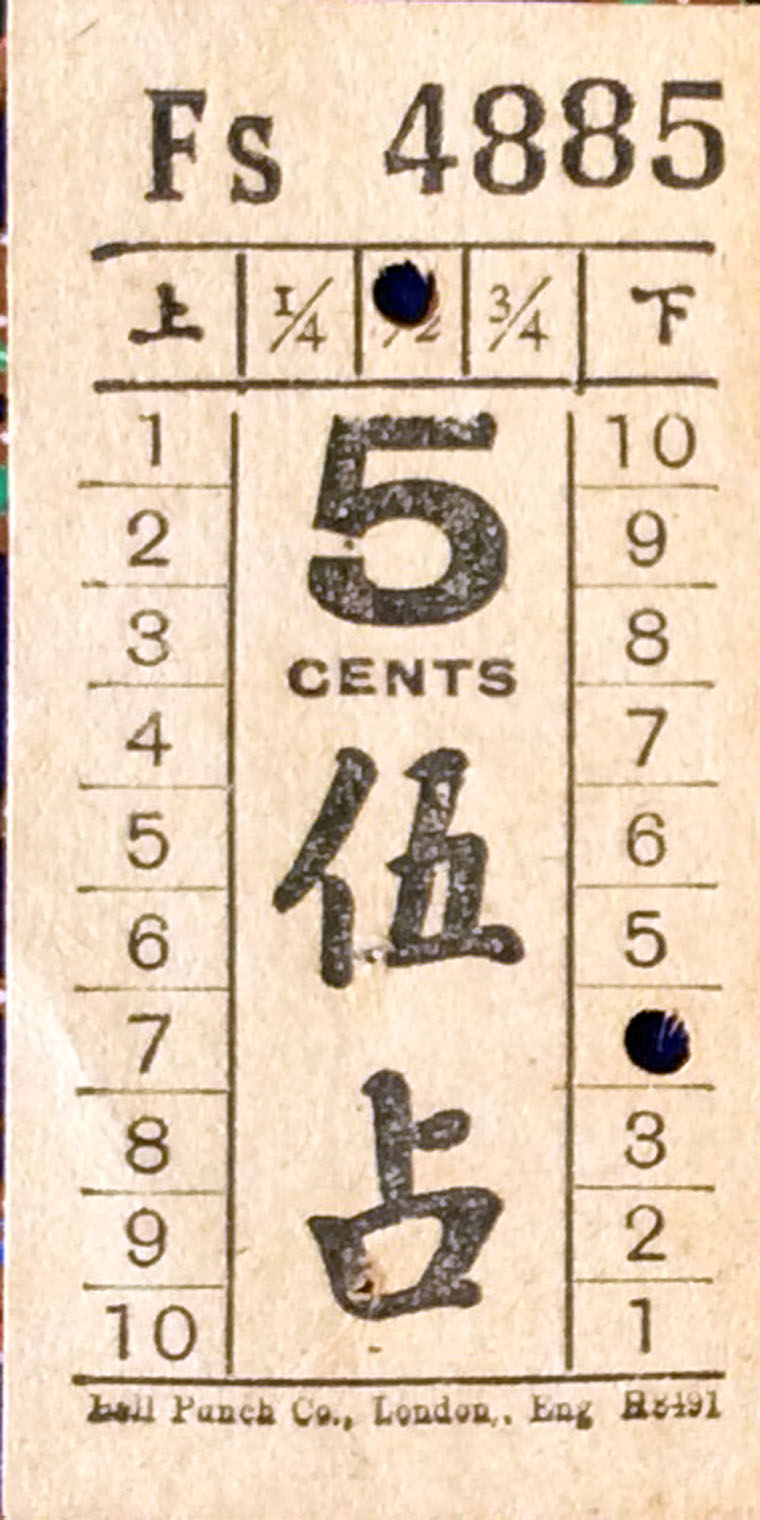 Fs 4885
上 1/4 /2 3/4 下
1 10
2 9
3 8
4 7
5 6
6 5
7
8 3
9 2
10 1
5
CENTS
伍
占
Bell Punch Co., London,. Eng